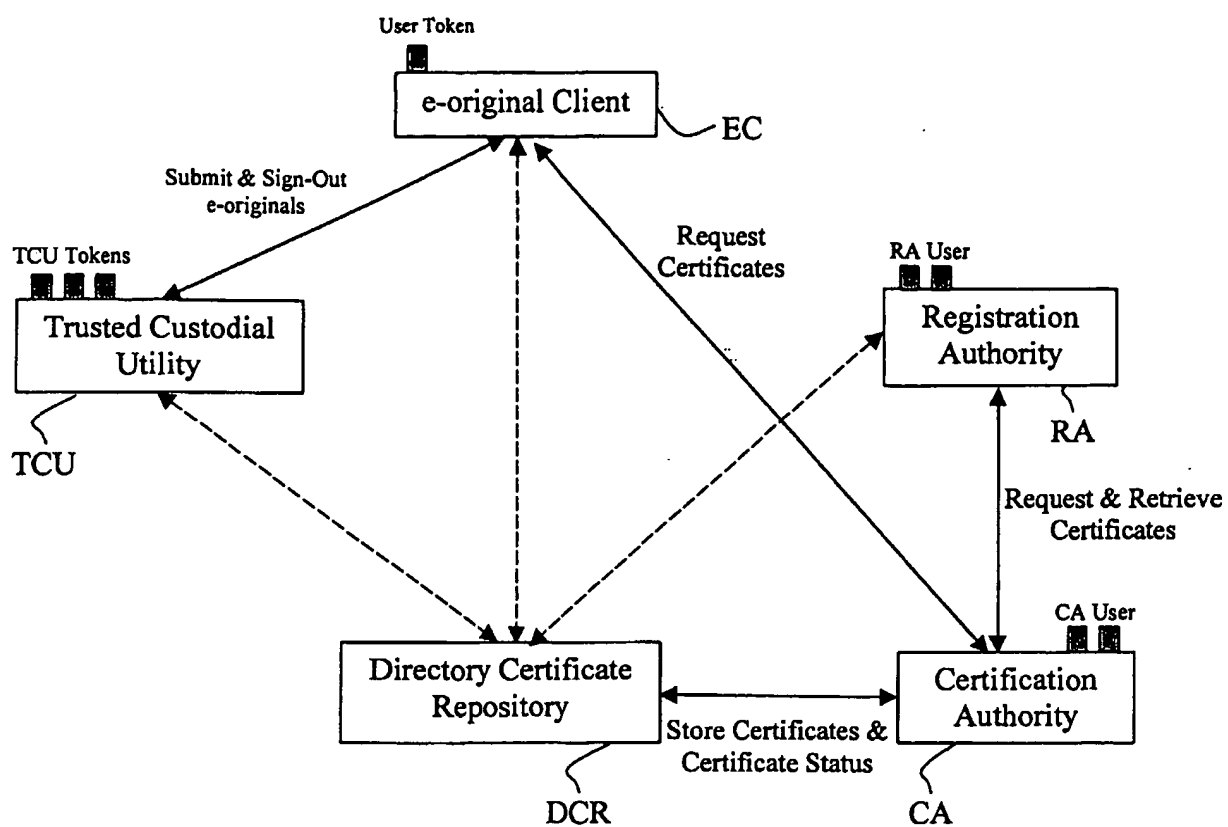 User Token
e-original Client
EC
Submit & Sign-Out
e-originals
Request
Certificates
TCU Tokens
Trusted Custodial
Utility
TCU
RA User
Registration
Authority
RA
Request & Retrieve
Certificates
CA User
Directory Certificate
Repository
DCR
Store Certificates &
Certificate Status
Certification
Authority
CA